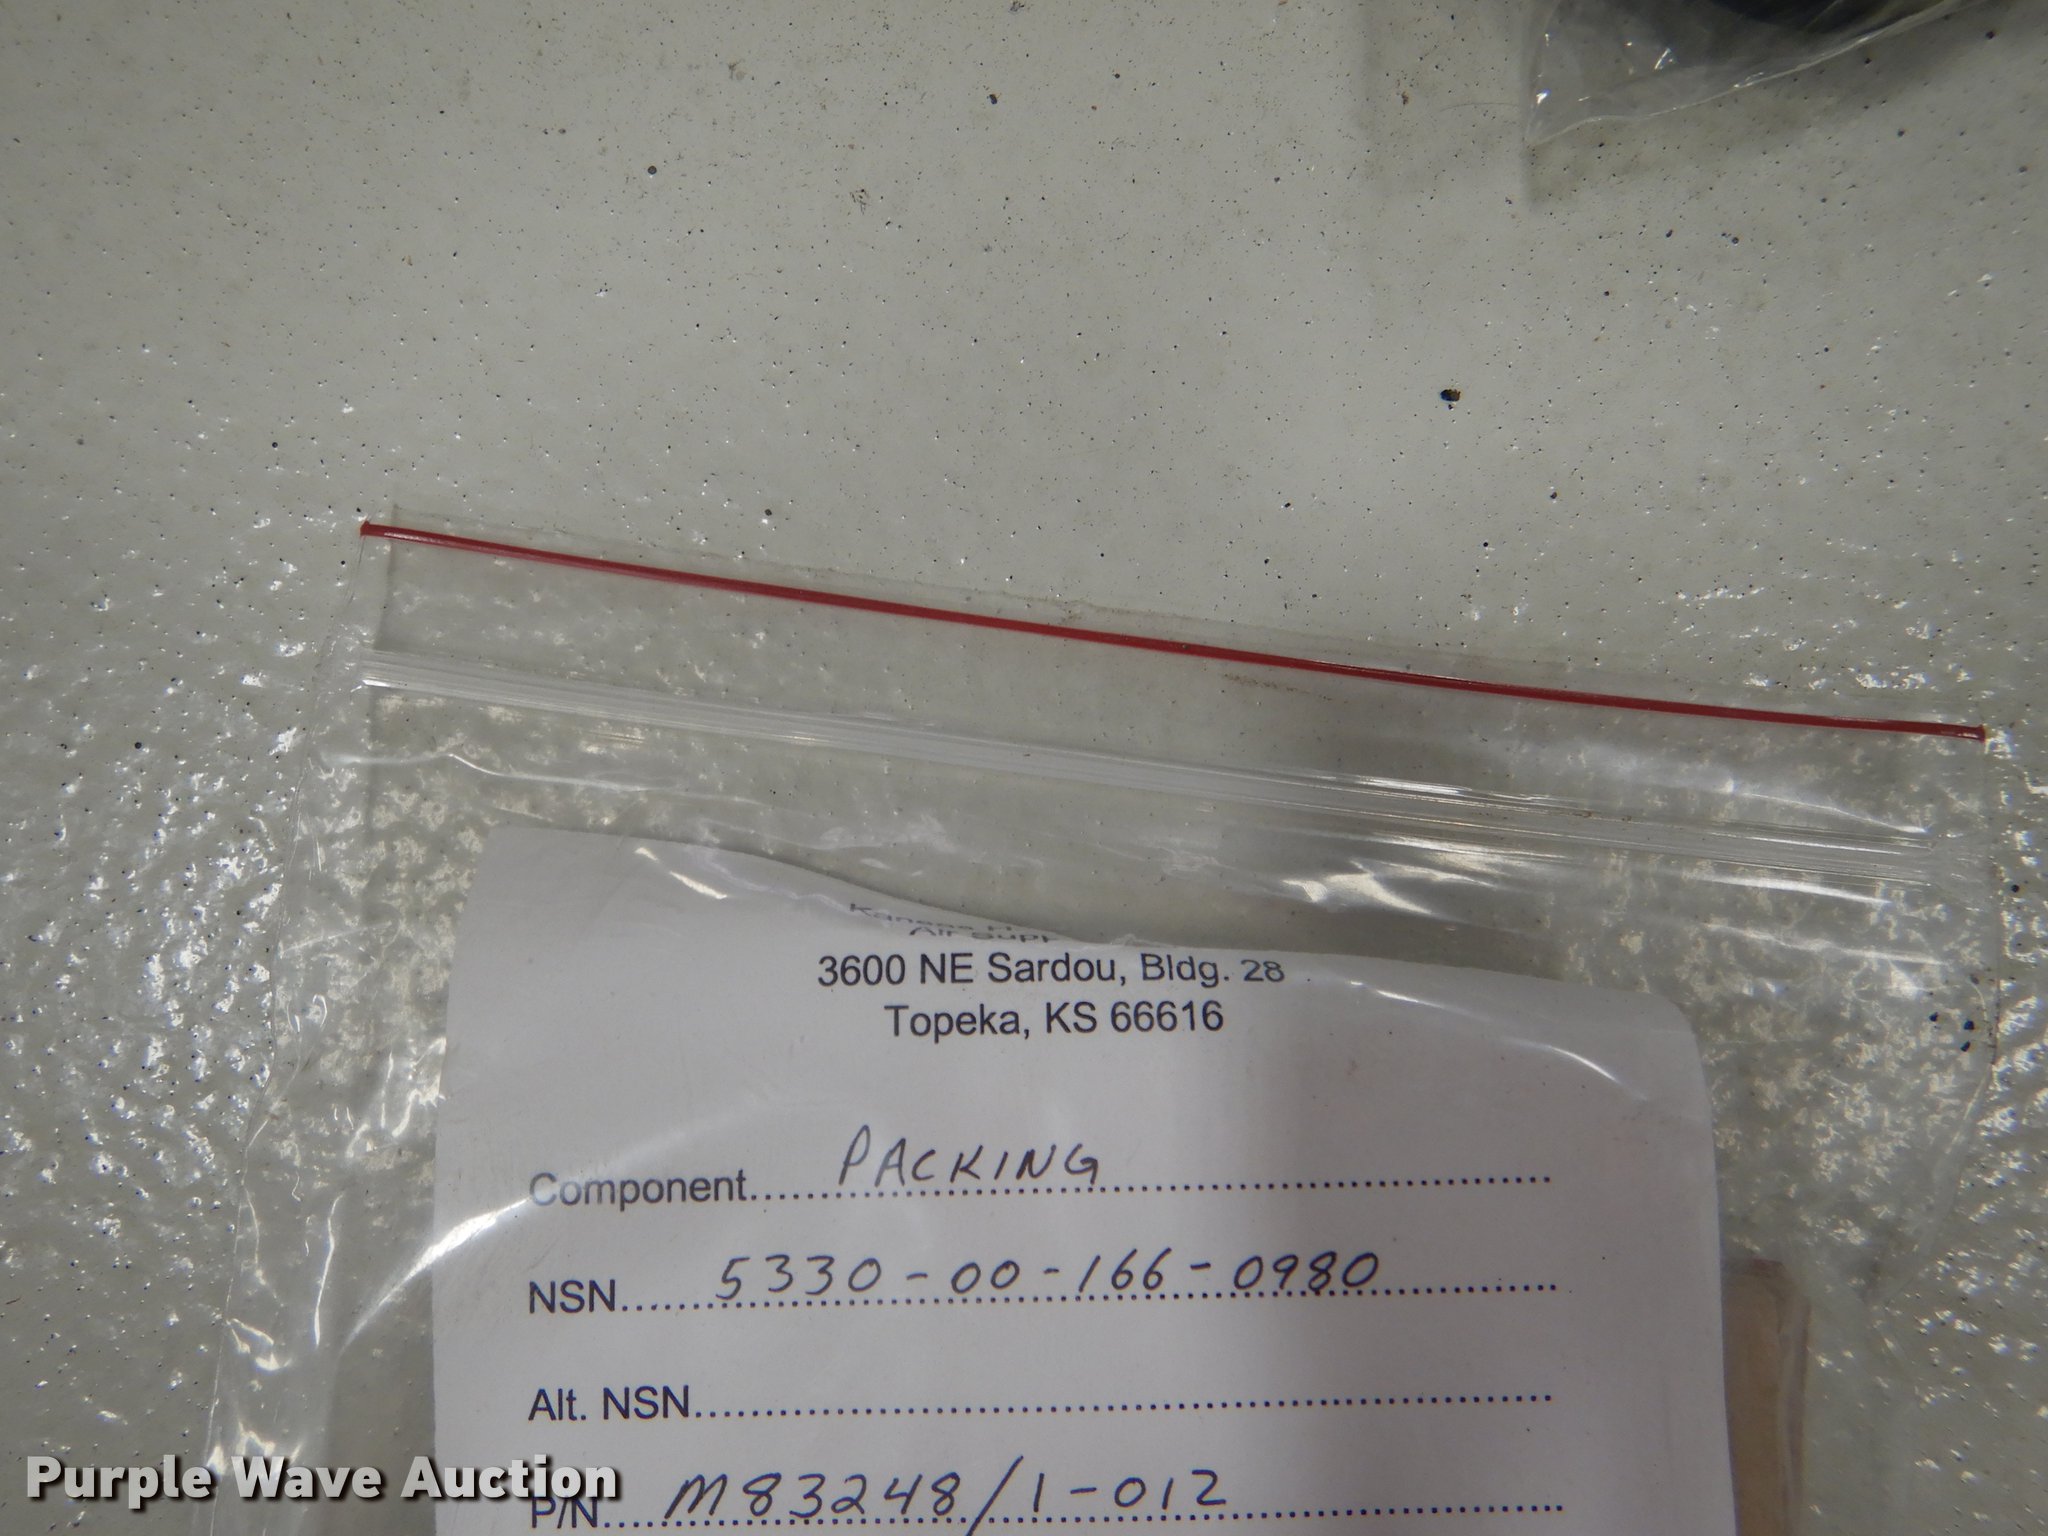 3600 NE Sardou, Bldg. 28
Topeka, KS 66616
Component....... PACKING
NSN...... 5330-00-166-0980
Alt. NSN
P/N...... M83248/1-012
Purple Wave Auction